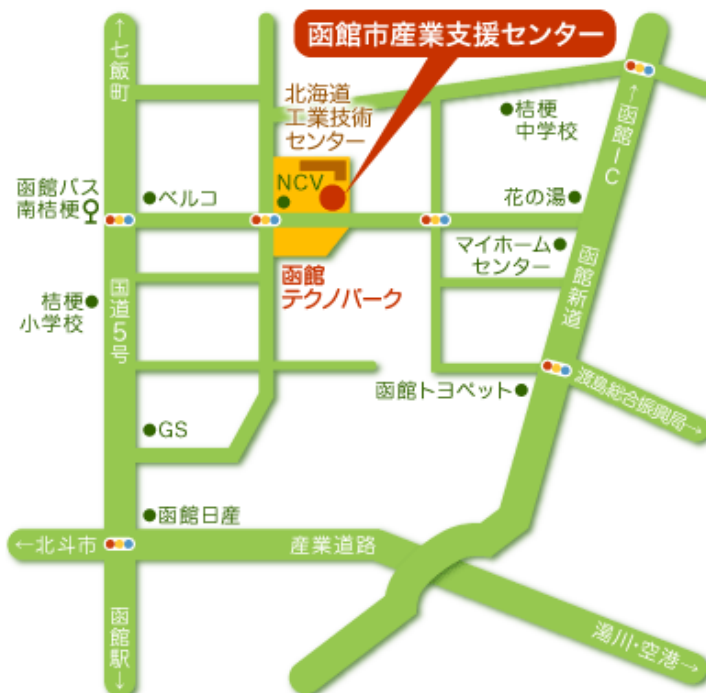 函館市産業支援センター
↑七飯町
北海道
工業技術
センター
桔梗
中学校
↑函館IC
函館バス
南桔梗
ベルコ
NCV
花の湯
マイホーム
センター
函館
テクノパーク
函館新道
国道5号
桔梗
小学校
函館トヨペット
渡島総合振興局→
GS
函館日産
←北斗市
産業道路
函館駅↓
湯川・空港→